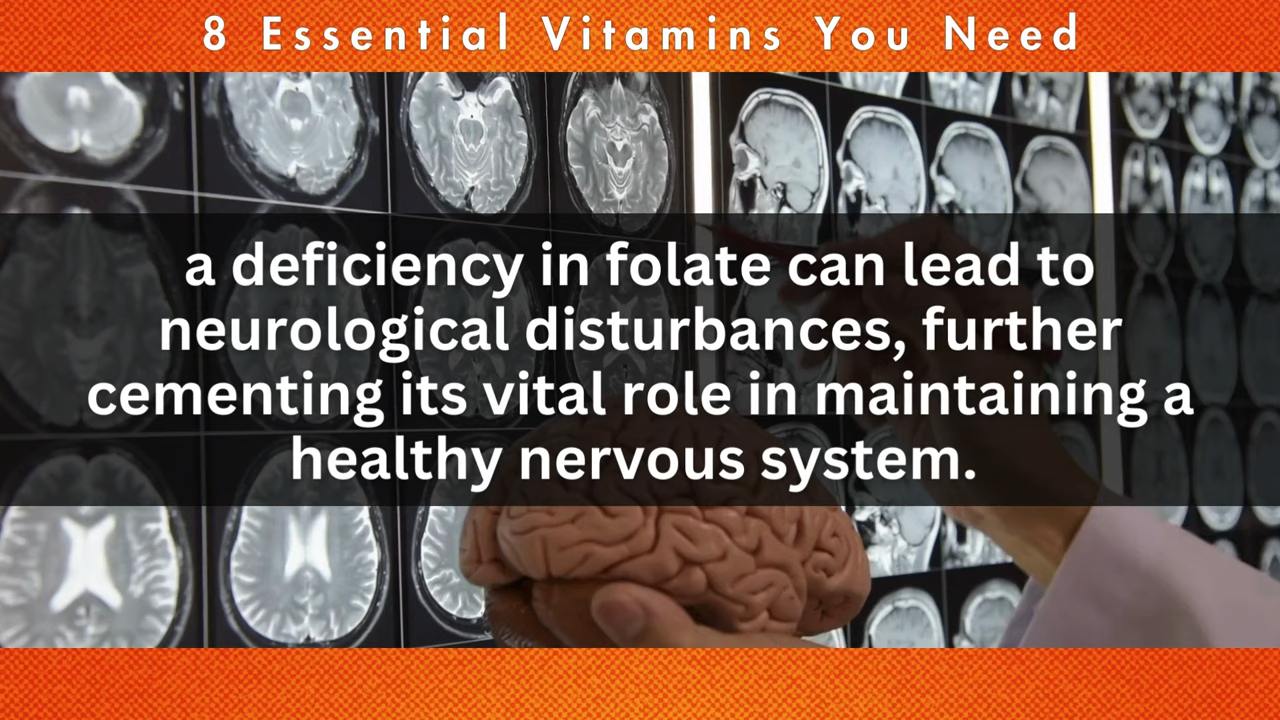 8 Essential Vitamins You Need
a deficiency in folate can lead to
neurological disturbances, further
cementing its vital role in maintaining a
healthy nervous system.